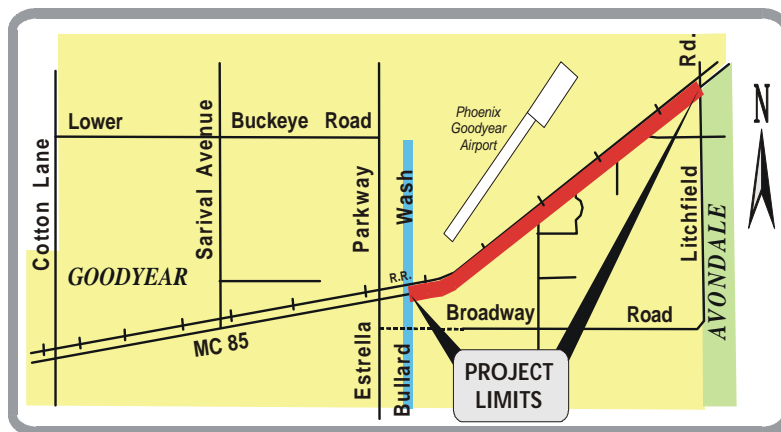 Rd.
Phoenix
Goodyear
Airport
N
Lower Buckeye Road
Cotton Lane
Sarival Avenue
Parkway
Wash
Litchfield
AVONDALE
GOODYEAR
R.R.
MC 85
Broadway Road
Estrella
Bullard
PROJECT
LIMITS